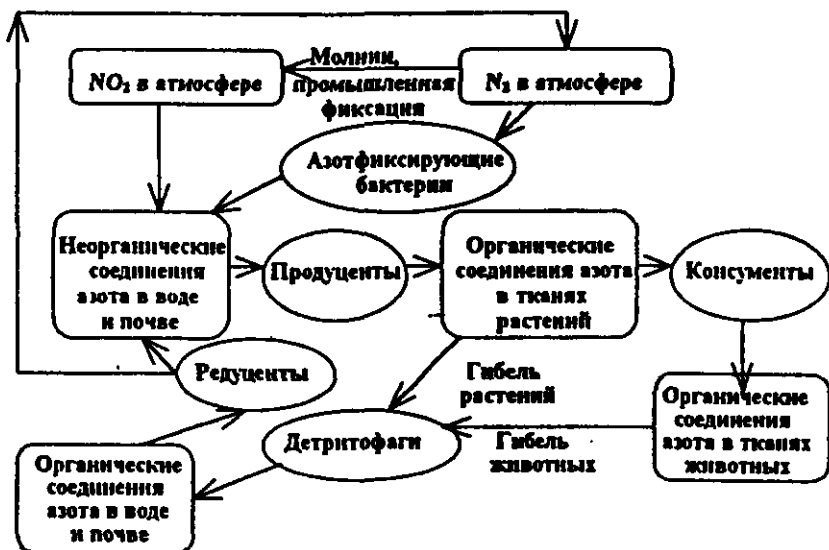 Молнии,
промышленная
фиксация
NO₂ в атмосфере
N₂ в атмосфере
Азотфиксирующие
бактерии
Неорганические
соединения
азота в воде
и почве
Продуценты
Органические
соединения азота
в тканях
растений
Консументы
Редуценты
Гибель
растений
Органические
соединения
азота в тканях
животных
Детритофаги
Гибель
животных
Органические
соединения
азота в воде
и почве